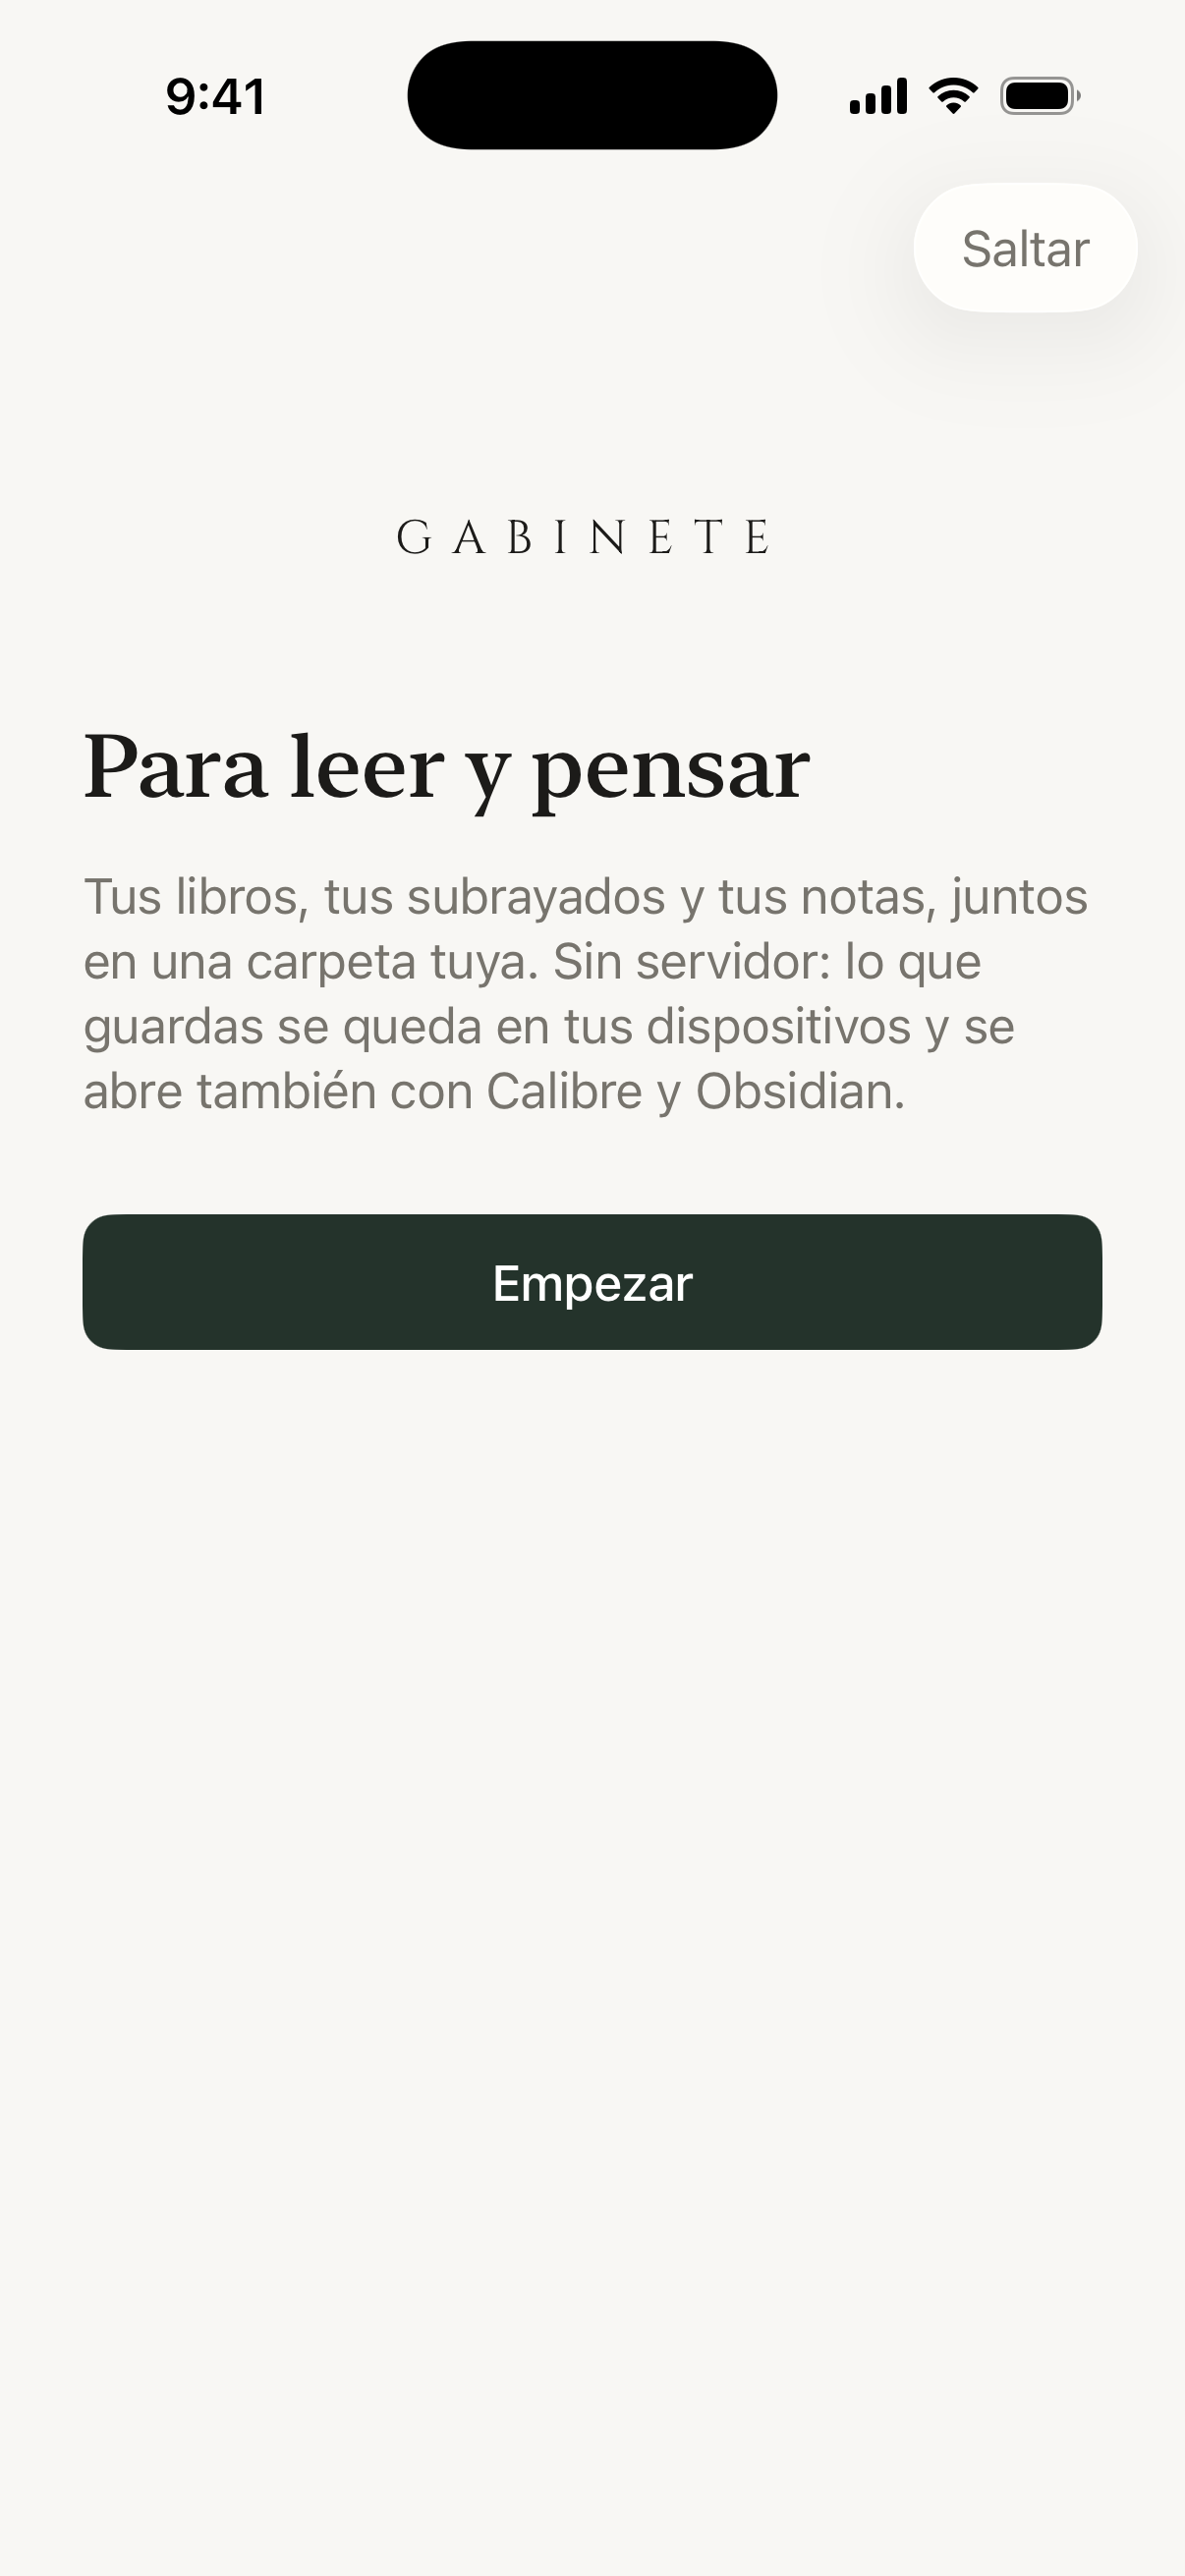 9:41
Saltar
GABINETE
Para leer y pensar
Tus libros, tus subrayados y tus notas, juntos
en una carpeta tuya. Sin servidor: lo que
guardas se queda en tus dispositivos y se
abre también con Calibre y Obsidian.
Empezar